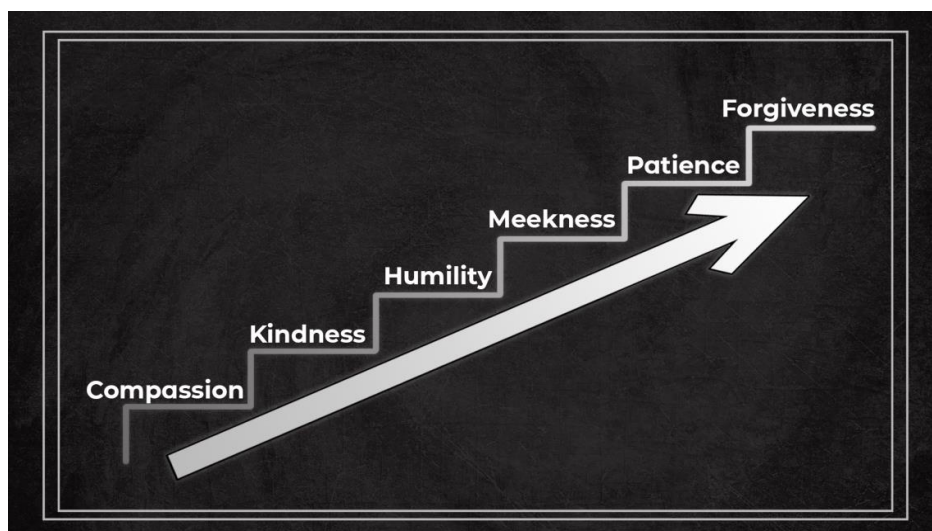 Forgiveness
Patience
Meekness
Humility
Kindness
Compassion